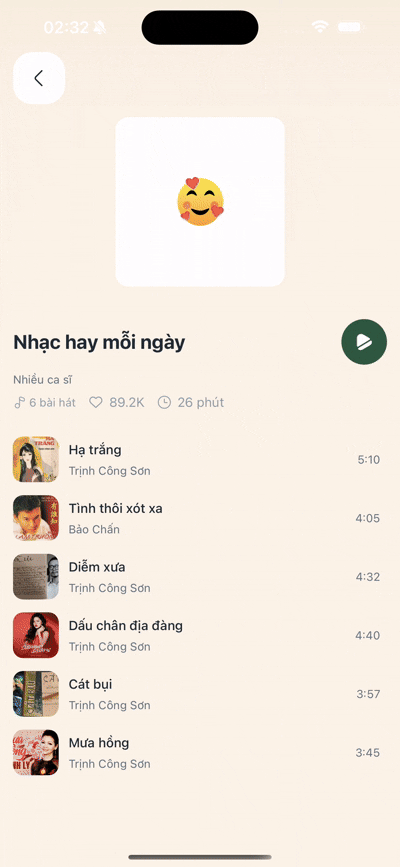 02:32
Nhạc hay mỗi ngày
Nhiều ca sĩ
6 bài hát 89.2K 26 phút
Hạ trắng
Trịnh Công Sơn
5:10
Tình thôi xót xa
Bảo Chấn
4:05
Diễm xưa
Trịnh Công Sơn
4:32
Dấu chân địa đàng
Trịnh Công Sơn
4:40
Cát bụi
Trịnh Công Sơn
3:57
Mưa hồng
Trịnh Công Sơn
3:45